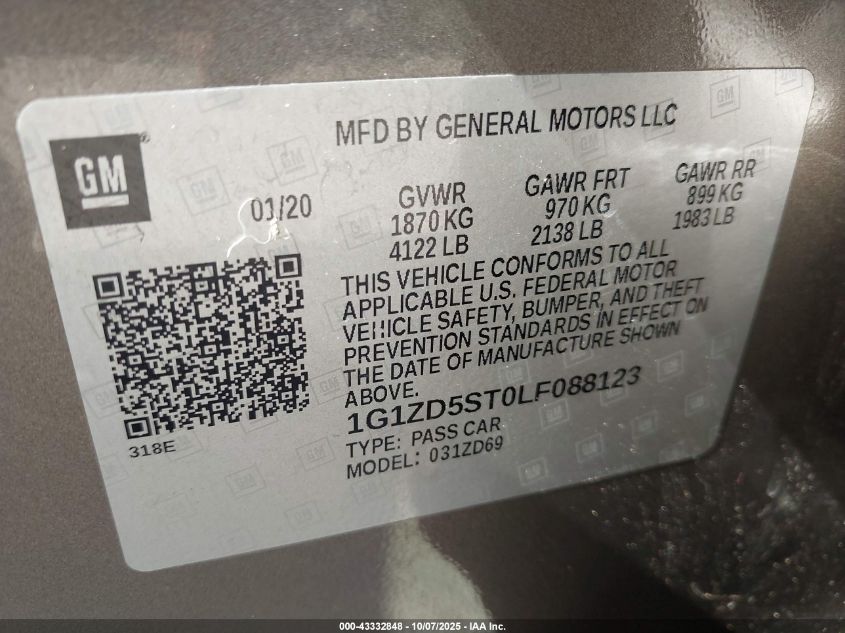 MFD BY GENERAL MOTORS LLC
GM
01/20
GVWR
1870 KG
4122 LB
GAWR FRT
970 KG
2138 LB
GAWR RR
899 KG
1983 LB
THIS VEHICLE CONFORMS TO ALL
APPLICABLE U.S. FEDERAL MOTOR
VEHICLE SAFETY, BUMPER, AND THEFT
PREVENTION STANDARDS IN EFFECT ON
THE DATE OF MANUFACTURE SHOWN
ABOVE.
1G1ZD5ST0LF088123
TYPE: PASS CAR
MODEL: 031ZD69
318E
000-43332848 - 10/07/2025 - IAA Inc.